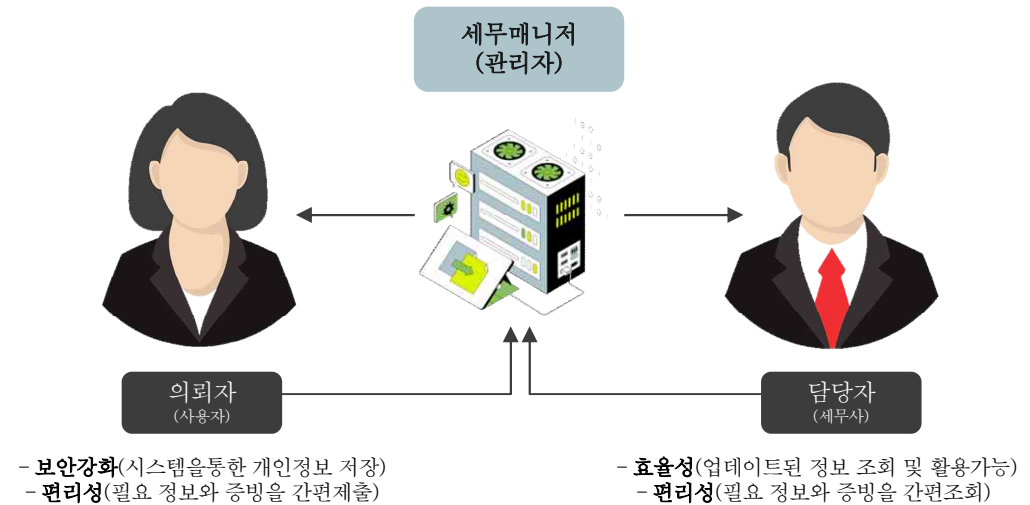 세무매니저
(관리자)
의뢰자
(사용자)
담당자
(세무사)
- 보안강화(시스템을통한 개인정보 저장)
- 편리성(필요 정보와 증빙을 간편제출)
- 효율성(업데이트된 정보 조회 및 활용가능)
- 편리성(필요 정보와 증빙을 간편조회)